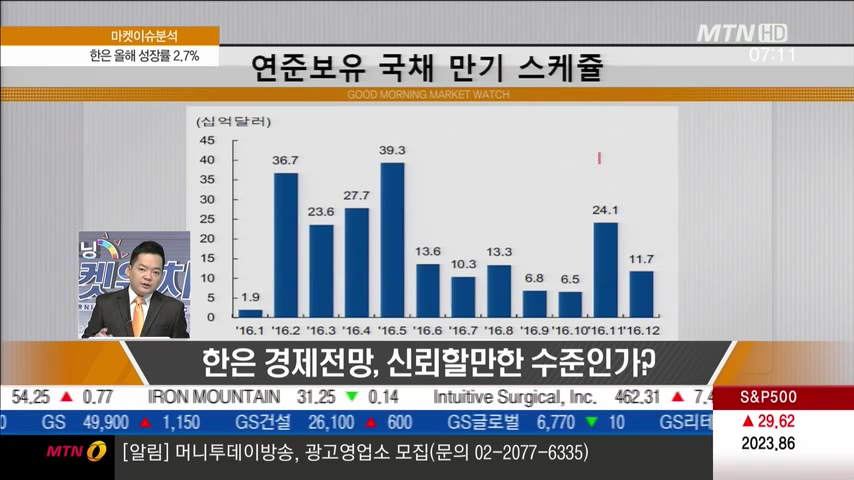 마켓이슈분석
한은 올해 성장률 2.7%
MTN HD
07:11
연준보유 국채 만기 스케쥴
GOOD MORNING MARKET WATCH
(십억달러)
45
40
35
30
25
20
15
10
5
0
1.9
36.7
23.6
27.7
39.3
13.6
10.3
13.3
6.8
6.5
24.1
11.7
'16.1 '16.2 '16.3 '16.4 '16.5 '16.6 '16.7 '16.8 '16.9 '16.10 '16.11 '16.12
한은 경제전망, 신뢰할만한 수준인가?
54.25 ▲ 0.77 IRON MOUNTAIN 31.25 ▼ 0.14 Intuitive Surgical, Inc. 462.31 ▲ 7.4
GS 49,900 ▲ 1,150 GS건설 26,100 ▲ 600 GS글로벌 6,770 ▼ 10 GS리테
S&P500
▲ 29.62
2023.86
MTN
[알림] 머니투데이방송, 광고영업소 모집(문의 02-2077-6335)